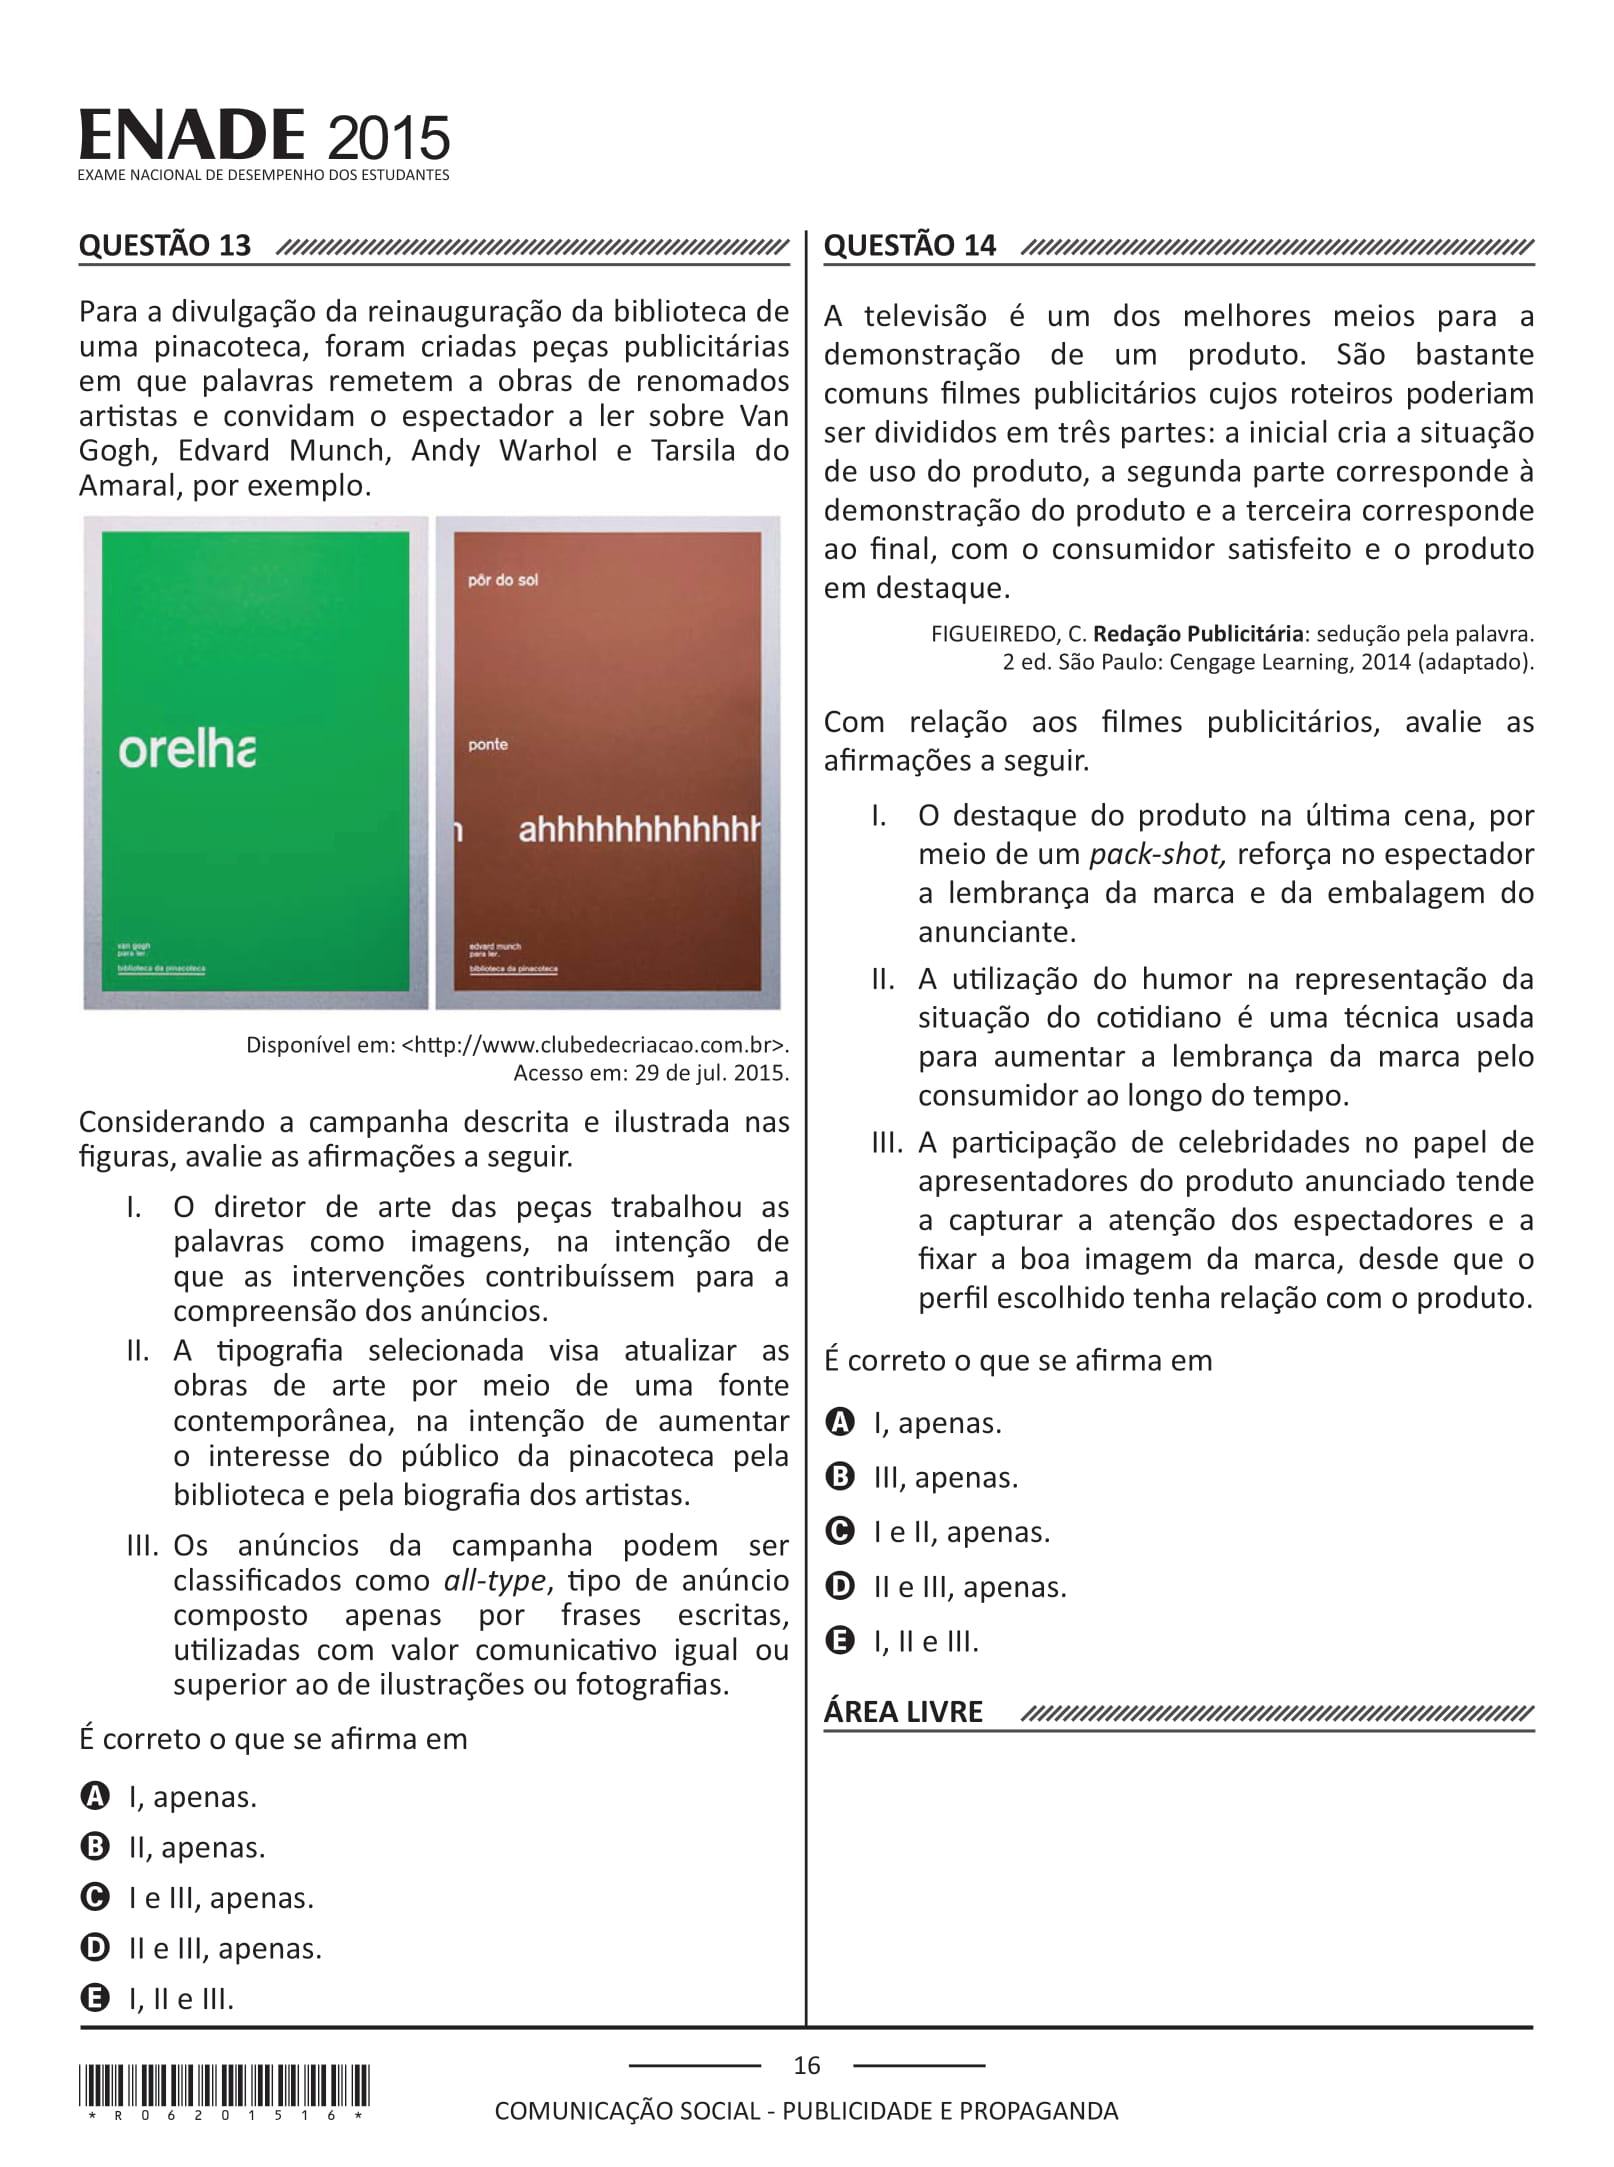 ENADE 2015
EXAME NACIONAL DE DESEMPENHO DOS ESTUDANTES
QUESTÃO 13
Para a divulgação da reinauguração da biblioteca de
uma pinacoteca, foram criadas peças publicitárias
em que palavras remetem a obras de renomados
artistas e convidam o espectador a ler sobre Van
Gogh, Edvard Munch, Andy Warhol e Tarsila do
Amaral, por exemplo.
orelha
van gogh
para ler.
biblioteca da pinacoteca
pôr do sol
ponte
h ahhhhhhhhhhhhh
edvard munch
para ler.
biblioteca da pinacoteca
Disponível em: <http://www.clubedecriacao.com.br>.
Acesso em: 29 de jul. 2015.
Considerando a campanha descrita e ilustrada nas
figuras, avalie as afirmações a seguir.
I. O diretor de arte das peças trabalhou as
palavras como imagens, na intenção de
que as intervenções contribuíssem para a
compreensão dos anúncios.
II. A tipografia selecionada visa atualizar as
obras de arte por meio de uma fonte
contemporânea, na intenção de aumentar
o interesse do público da pinacoteca pela
biblioteca e pela biografia dos artistas.
III. Os anúncios da campanha podem ser
classificados como all-type, tipo de anúncio
composto apenas por frases escritas,
utilizadas com valor comunicativo igual ou
superior ao de ilustrações ou fotografias.
É correto o que se afirma em
A I, apenas.
B II, apenas.
C I e III, apenas.
D II e III, apenas.
E I, II e III.
QUESTÃO 14
A televisão é um dos melhores meios para a
demonstração de um produto. São bastante
comuns filmes publicitários cujos roteiros poderiam
ser divididos em três partes: a inicial cria a situação
de uso do produto, a segunda parte corresponde à
demonstração do produto e a terceira corresponde
ao final, com o consumidor satisfeito e o produto
em destaque.
FIGUEIREDO, C. Redação Publicitária: sedução pela palavra.
2 ed. São Paulo: Cengage Learning, 2014 (adaptado).
Com relação aos filmes publicitários, avalie as
afirmações a seguir.
I. O destaque do produto na última cena, por
meio de um pack-shot, reforça no espectador
a lembrança da marca e da embalagem do
anunciante.
II. A utilização do humor na representação da
situação do cotidiano é uma técnica usada
para aumentar a lembrança da marca pelo
consumidor ao longo do tempo.
III. A participação de celebridades no papel de
apresentadores do produto anunciado tende
a capturar a atenção dos espectadores e a
fixar a boa imagem da marca, desde que o
perfil escolhido tenha relação com o produto.
É correto o que se afirma em
A I, apenas.
B III, apenas.
C I e II, apenas.
D II e III, apenas.
E I, II e III.
ÁREA LIVRE
*R06201516*
16
COMUNICAÇÃO SOCIAL - PUBLICIDADE E PROPAGANDA